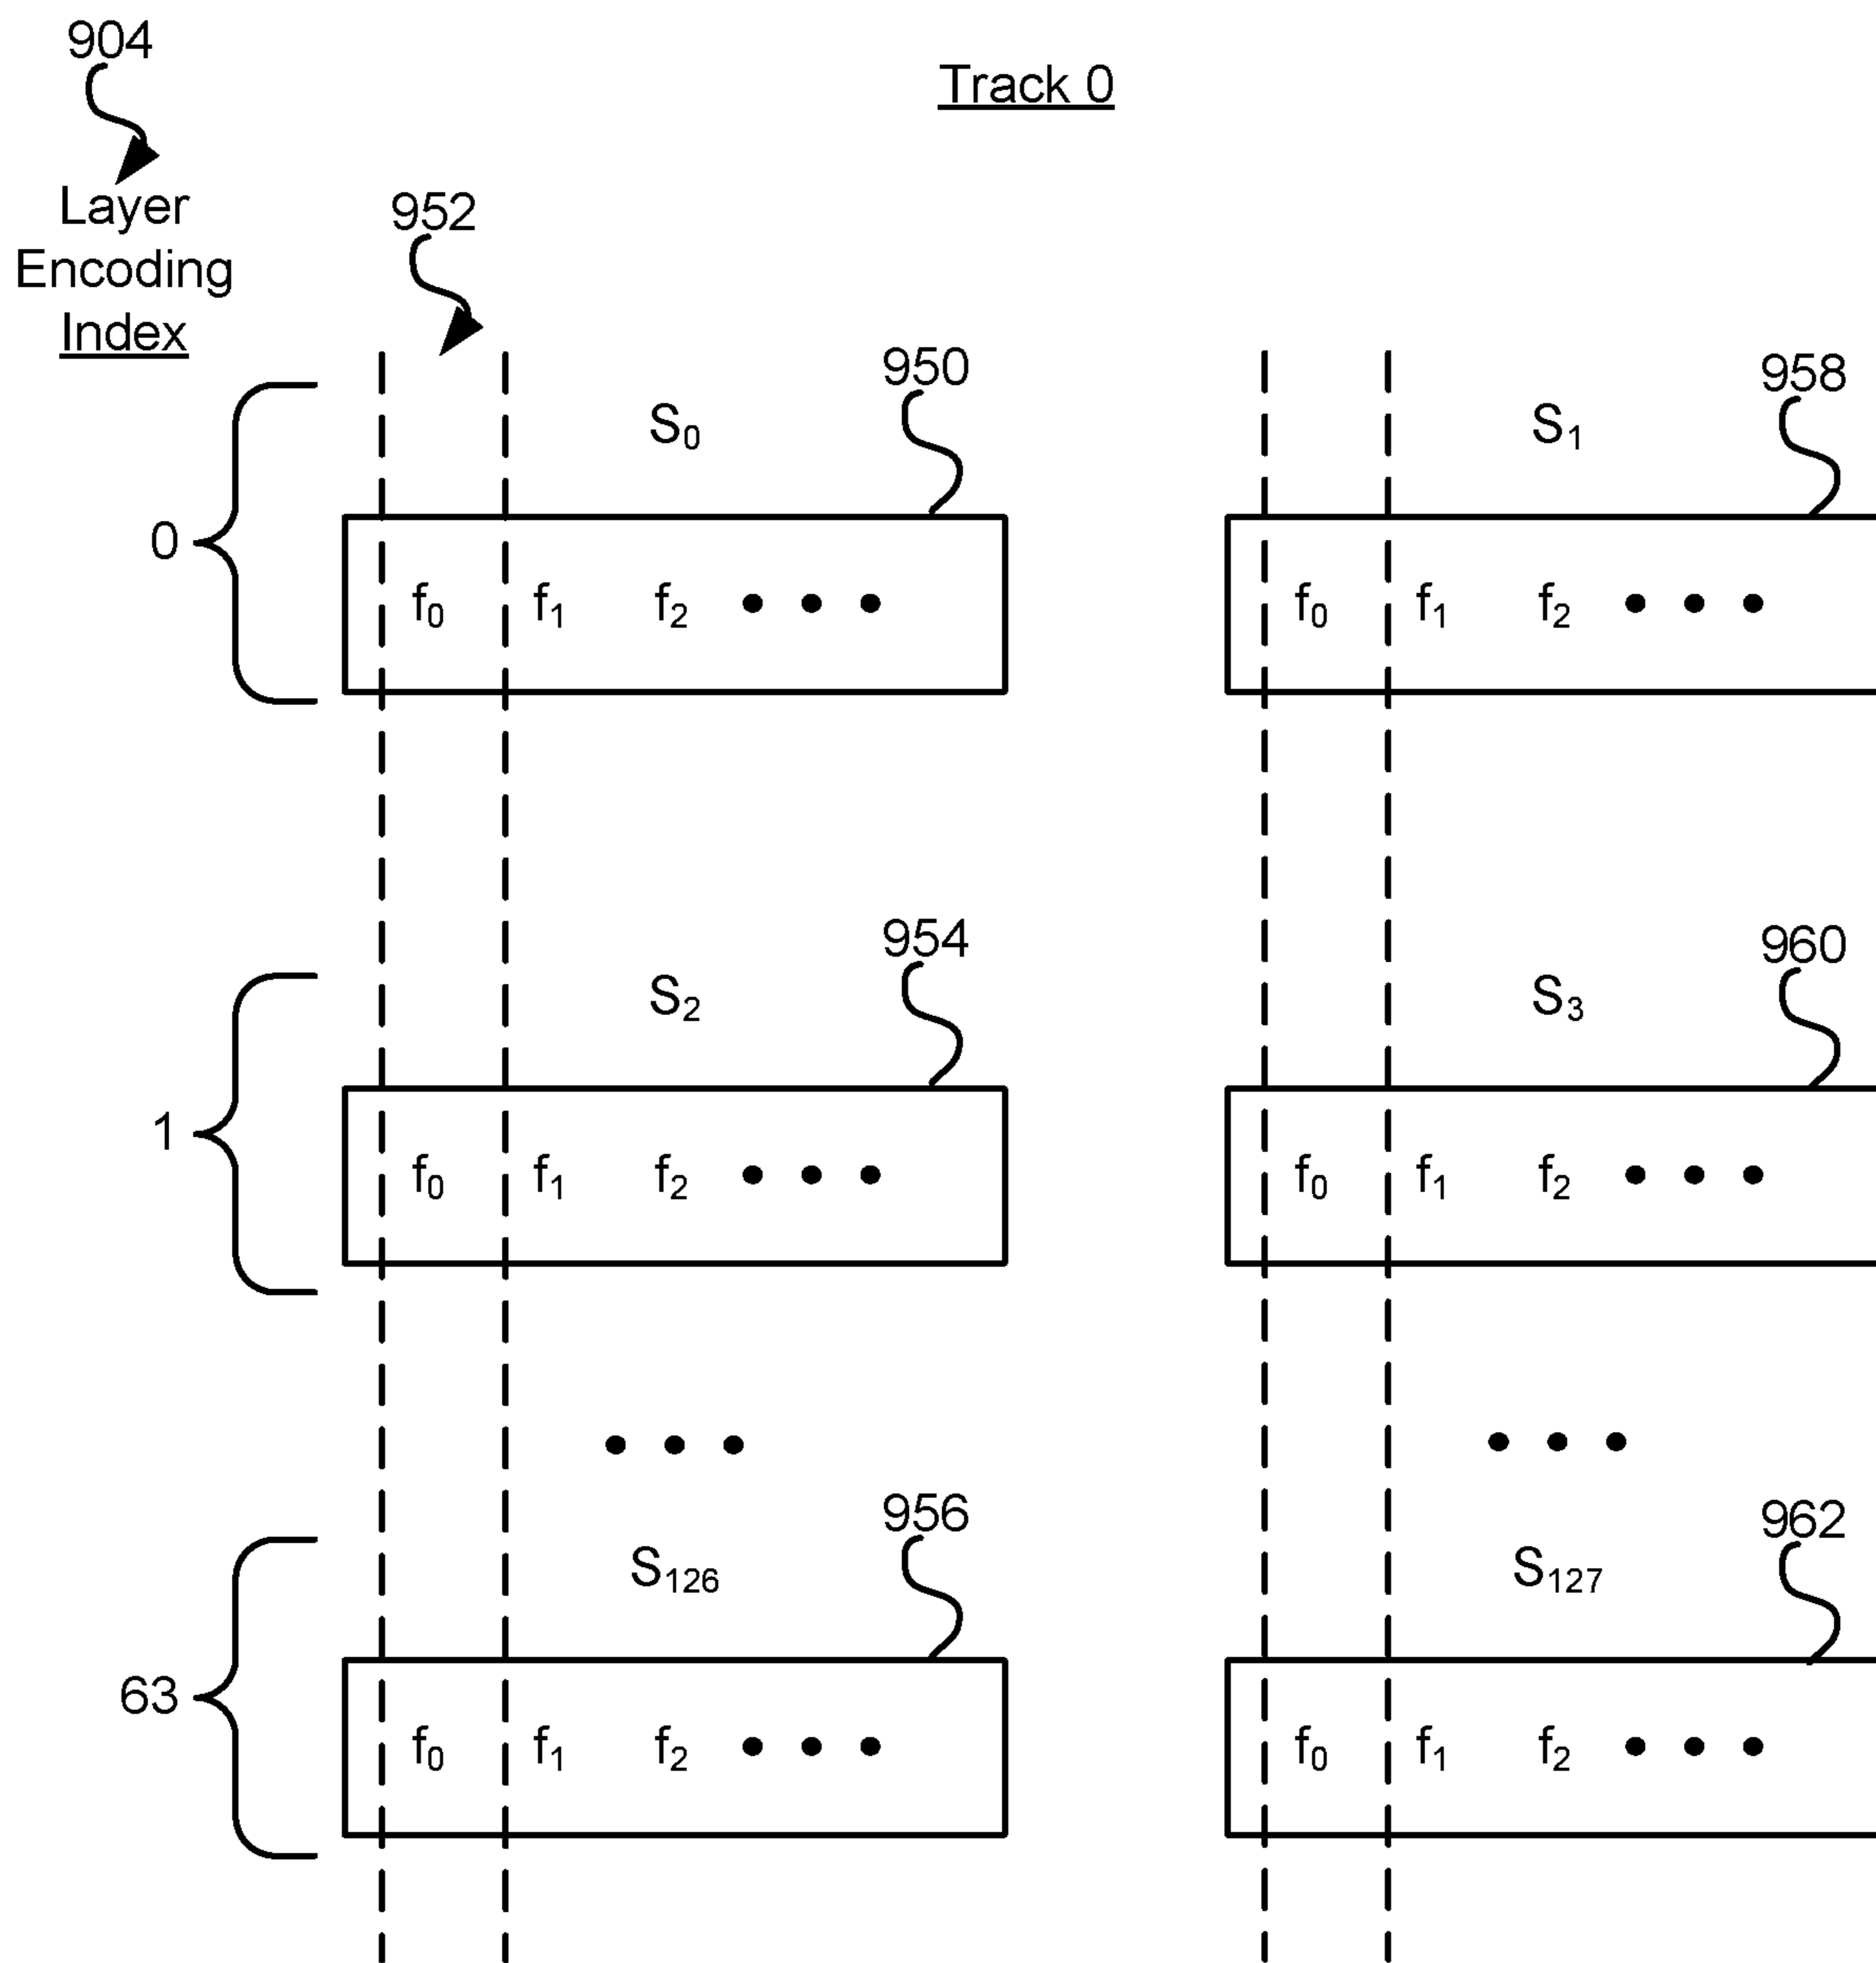 904
Track 0
Layer
Encoding
Index
952
950
958
S₀
S₁
0
f₀ f₁ f₂ • • •
f₀ f₁ f₂ • • •
954
960
S₂
S₃
1
f₀ f₁ f₂ • • •
f₀ f₁ f₂ • • •
• • •
• • •
956
962
S₁₂₆
S₁₂₇
63
f₀ f₁ f₂ • • •
f₀ f₁ f₂ • • •